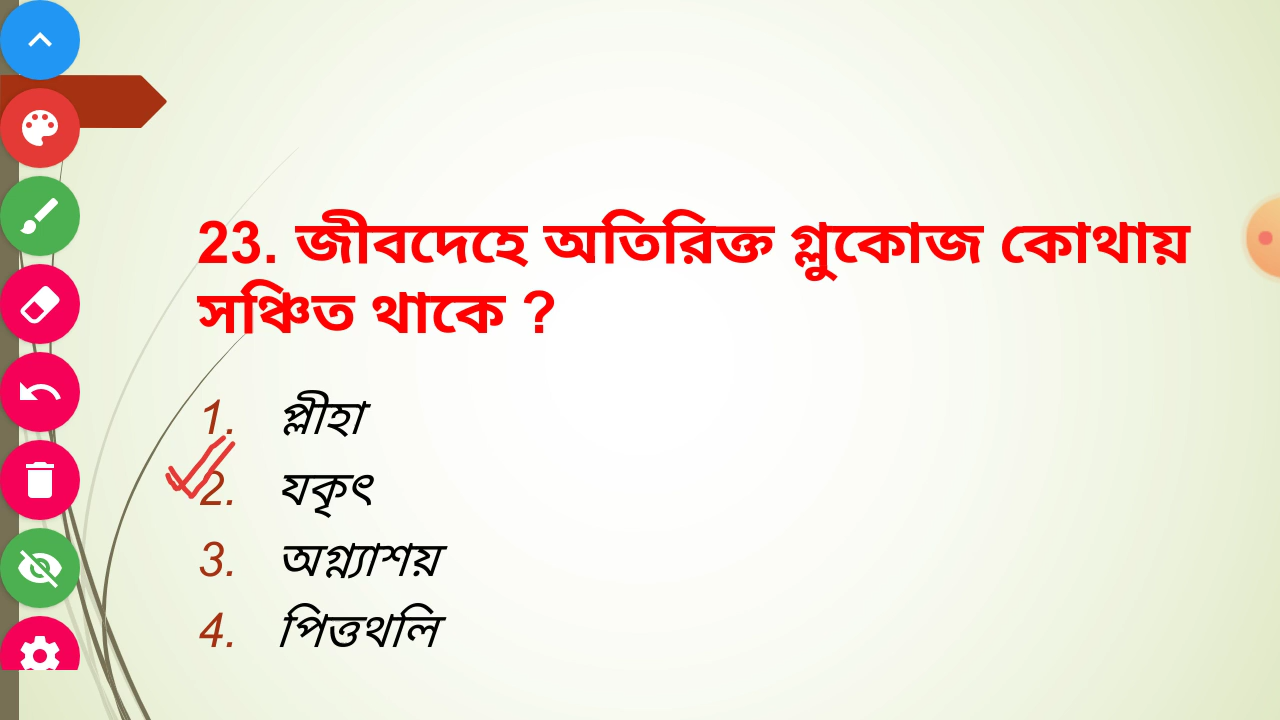 23. জীবদেহে অতিরিক্ত গ্লুকোজ কোথায়
সঞ্চিত থাকে ?
1. প্লীহা
2. যকৃৎ
3. অগ্ন্যাশয়
4. পিত্তথলি